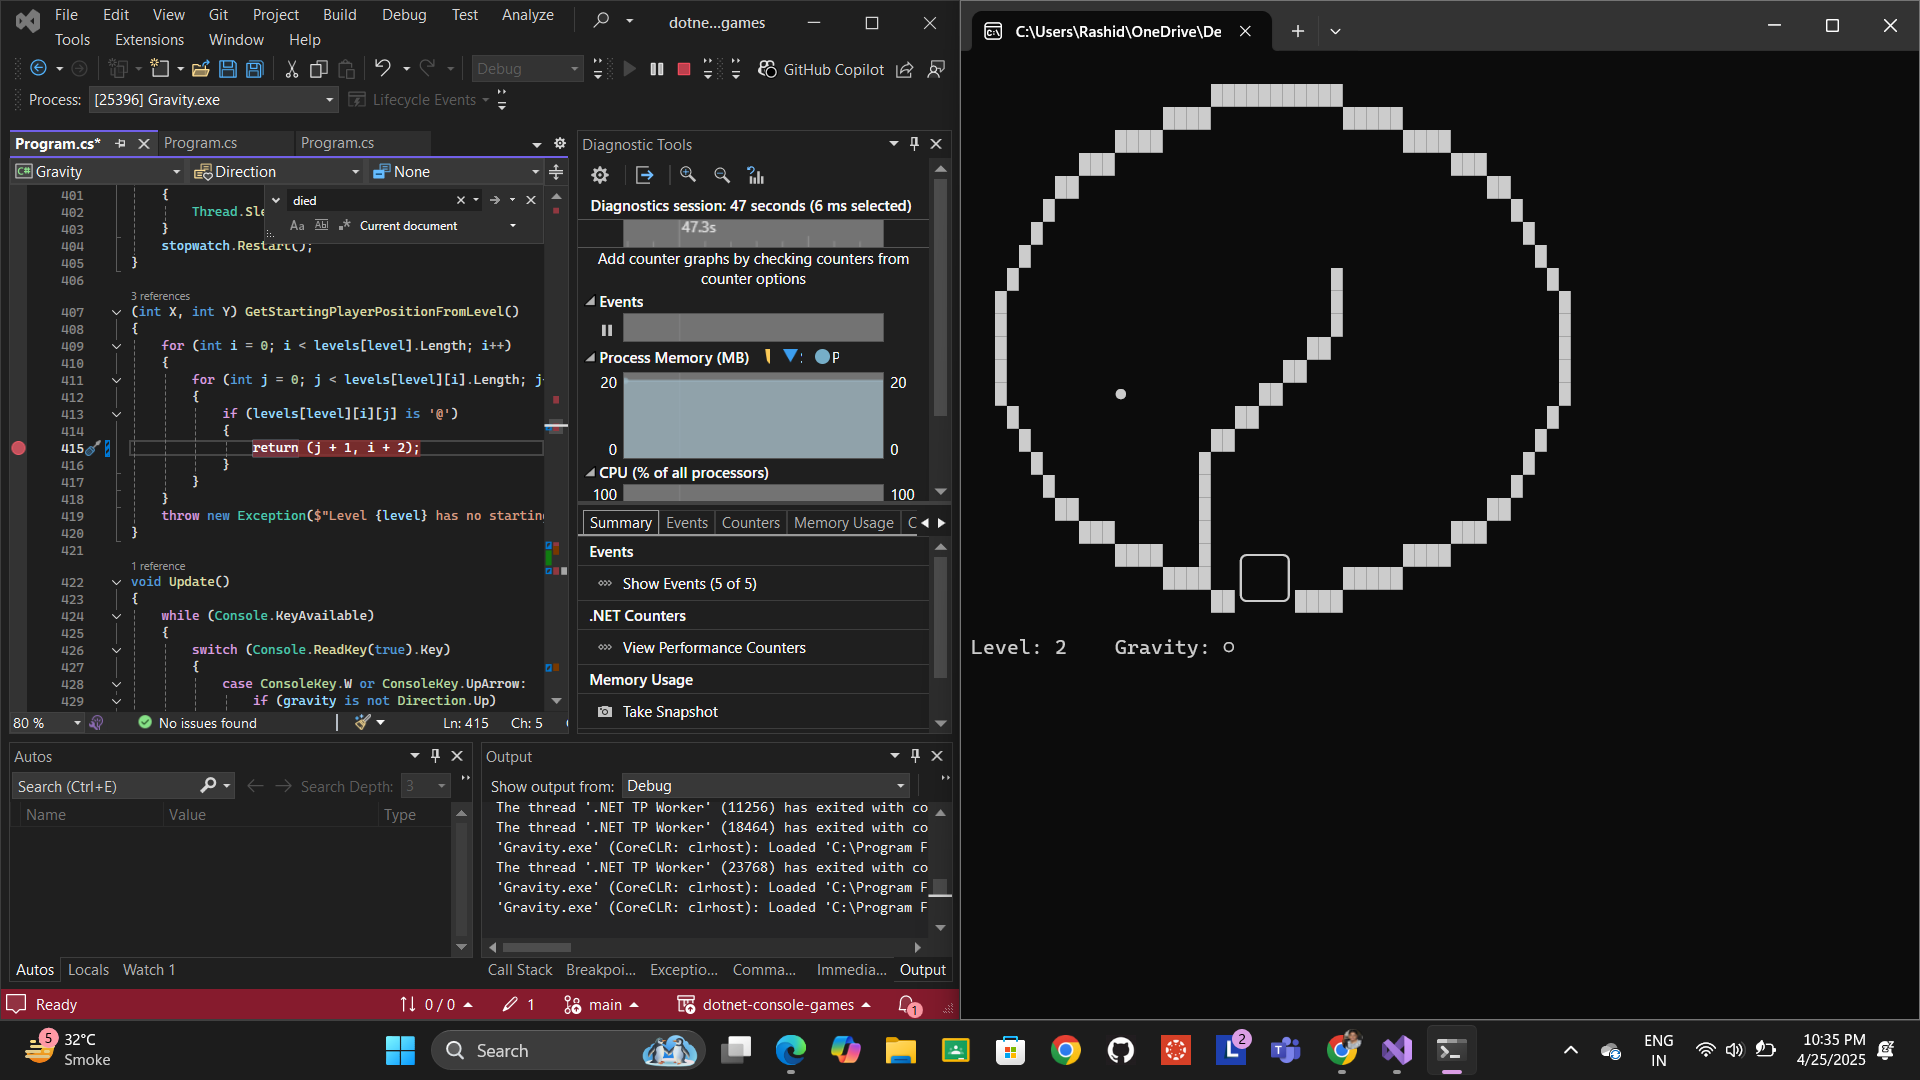 File Edit View Git Project Build Debug Test Analyze
Tools Extensions Window Help
dotne...games
Debug
GitHub Copilot
Process: [25396] Gravity.exe
Lifecycle Events
Program.cs*
Program.cs
Program.cs
Gravity
Direction
None
died
Aa
Ab
Current document
401 {
402 Thread.Sle
403 }
404 stopwatch.Restart();
405 }
406
3 references
407 (int X, int Y) GetStartingPlayerPositionFromLevel()
408 {
409 for (int i = 0; i < levels[level].Length; i++)
410 {
411 for (int j = 0; j < levels[level][i].Length; j
412 {
413 if (levels[level][i][j] is '@')
414 {
415 return (j + 1, i + 2);
416 }
417 }
418 }
419 throw new Exception($"Level {level} has no starting
420 }
421
1 reference
422 void Update()
423 {
424 while (Console.KeyAvailable)
425 {
426 switch (Console.ReadKey(true).Key)
427 {
428 case ConsoleKey.W or ConsoleKey.UpArrow:
429 if (gravity is not Direction.Up)
80 %
No issues found
Ln: 415 Ch: 5
Diagnostic Tools
Diagnostics session: 47 seconds (6 ms selected)
47.3s
Add counter graphs by checking counters from
counter options
Events
Process Memory (MB)
P
20 20
0 0
CPU (% of all processors)
100 100
Summary Events Counters Memory Usage C
Events
Show Events (5 of 5)
.NET Counters
View Performance Counters
Memory Usage
Take Snapshot
Autos
Search (Ctrl+E)
Search Depth: 3
Name Value Type
Autos Locals Watch 1
Output
Show output from: Debug
The thread '.NET TP Worker' (11256) has exited with co
The thread '.NET TP Worker' (18464) has exited with co
'Gravity.exe' (CoreCLR: clrhost): Loaded 'C:\Program F
The thread '.NET TP Worker' (23768) has exited with co
'Gravity.exe' (CoreCLR: clrhost): Loaded 'C:\Program F
'Gravity.exe' (CoreCLR: clrhost): Loaded 'C:\Program F
Call Stack Breakpoi... Exceptio... Comma... Immedia... Output
Ready
0 / 0
1
main
dotnet-console-games
1
C:\Users\Rashid\OneDrive\De
Level: 2 Gravity: o
5
32°C
Smoke
Search
2
ENG
IN
10:35 PM
4/25/2025